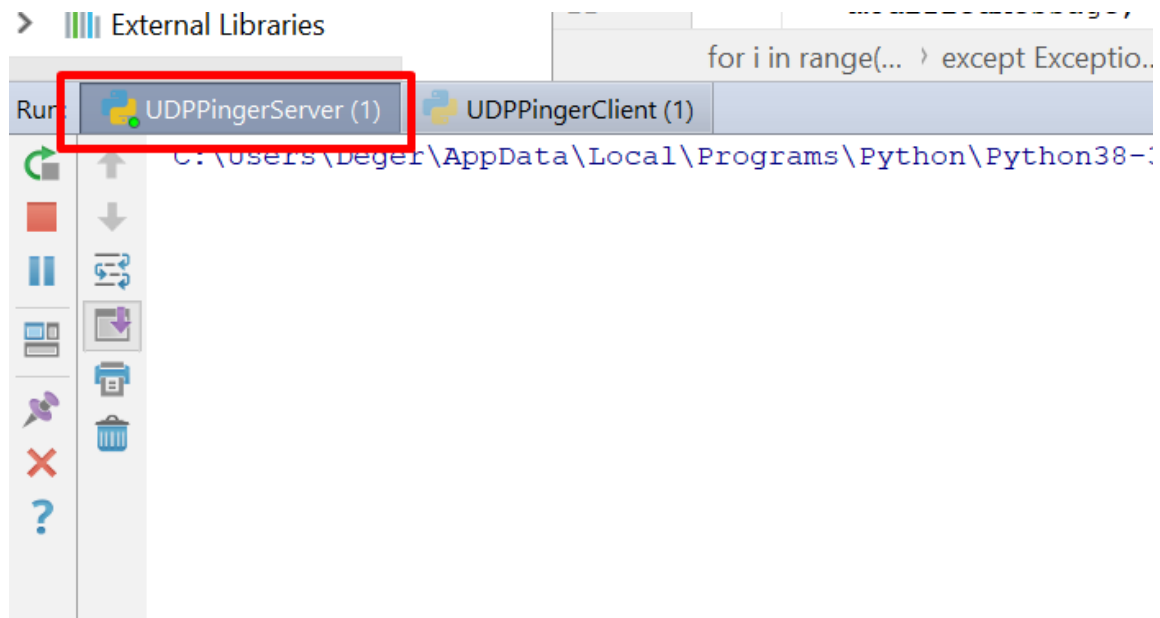 External Libraries
for i in range(... › except Exceptio..
Run:
UDPPingerServer (1)
UDPPingerClient (1)
C:\Users\Deger\AppData\Local\Programs\Python\Python38-3
?